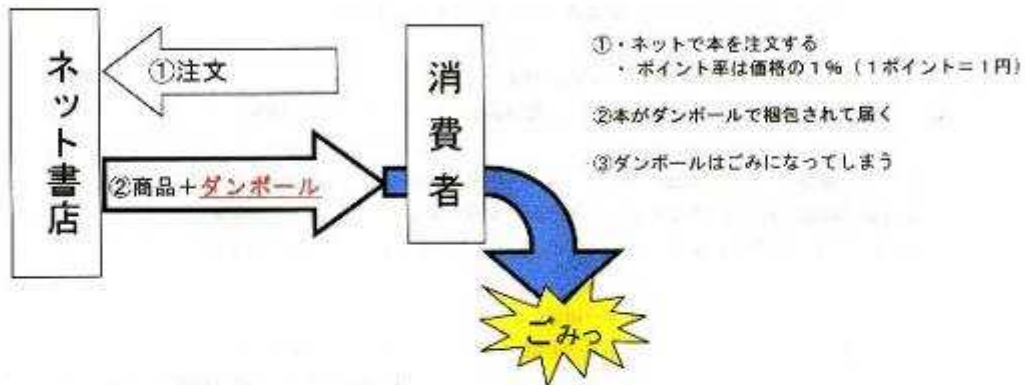 ネット書店
①注文
②商品＋ダンボール
消費者
ごみっ
①・ネットで本を注文する
・ポイント率は価格の１％（１ポイント＝１円）
②本がダンボールで梱包されて届く
③ダンボールはごみになってしまう